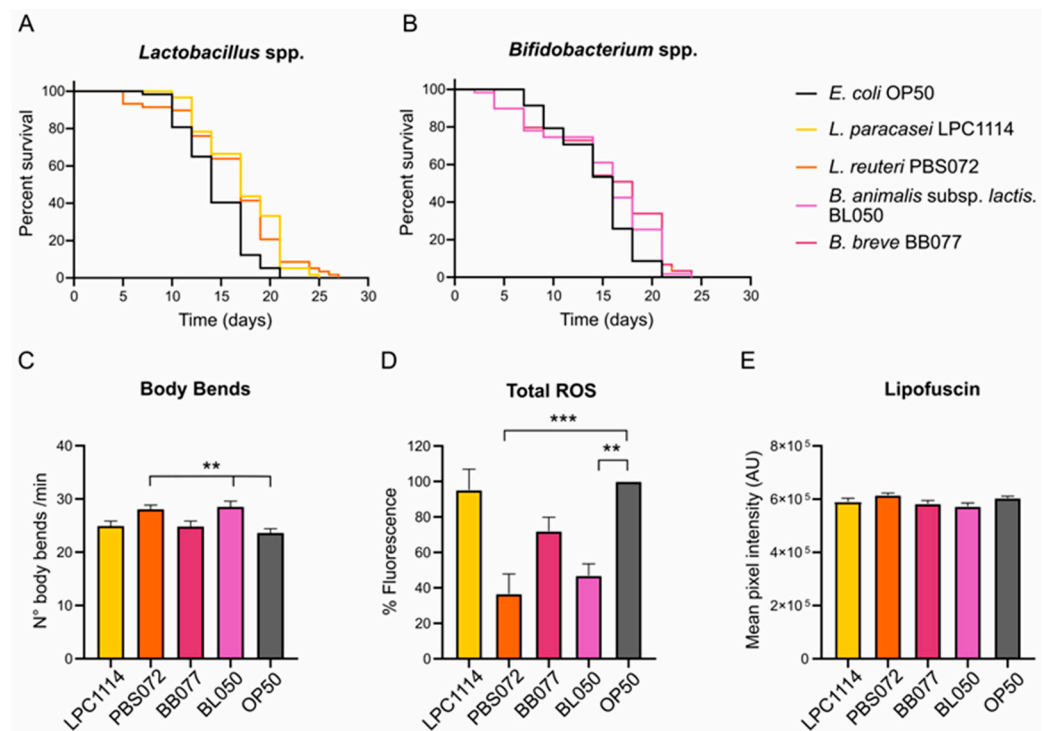 A
B
Lactobacillus spp.
Bifidobacterium spp.
Percent survival
100
80
60
40
20
0
0 5 10 15 20 25 30
Time (days)
Percent survival
100
80
60
40
20
0
0 5 10 15 20 25 30
Time (days)
E. coli OP50
L. paracasei LPC1114
L. reuteri PBS072
B. animalis subsp. lactis.
BL050
B. breve BB077
C
D
E
Body Bends
Total ROS
Lipofuscin
N° body bends /min
40
30
20
10
0
**
LPC1114 PBS072 BB077 BL050 OP50
% Fluorescence
120
100
80
60
40
20
0
***
**
LPC1114 PBS072 BB077 BL050 OP50
Mean pixel intensity (AU)
8×10⁵
6×10⁵
4×10⁵
2×10⁵
0
LPC1114 PBS072 BB077 BL050 OP50